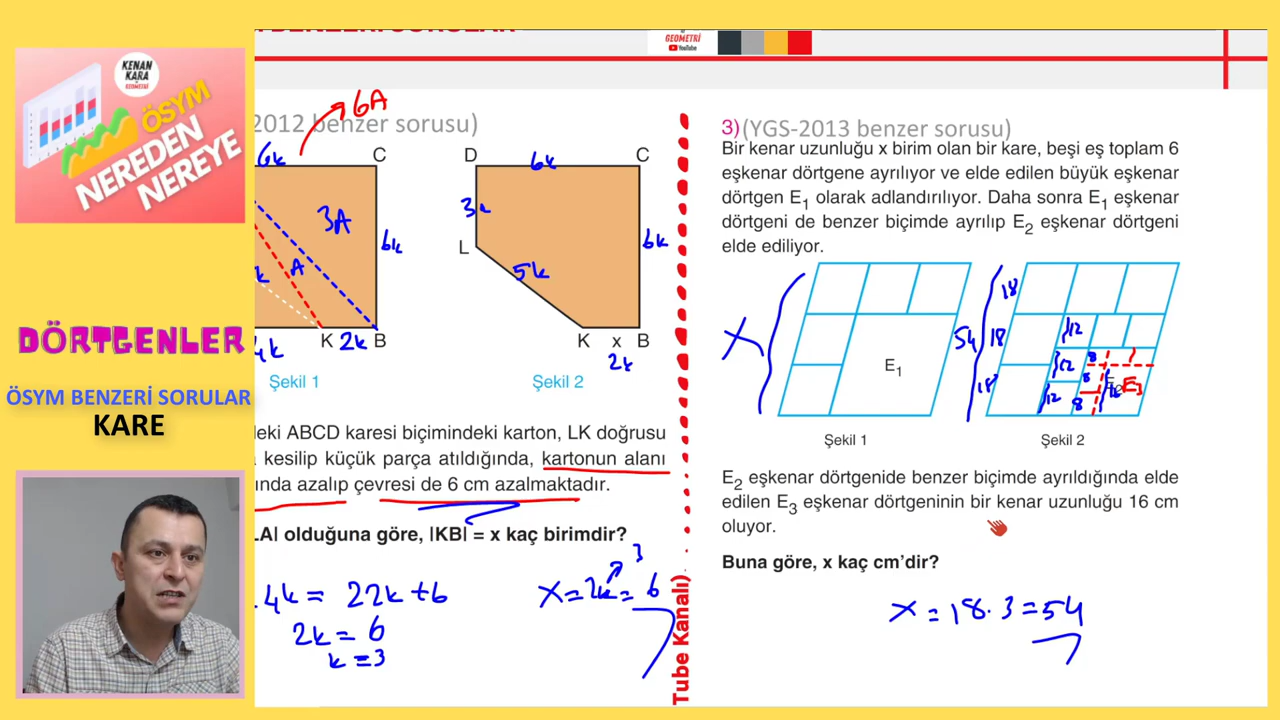 GEOMETRİ
YouTube
KENAN
KARA
GEOMETRİ
ÖSYM
NEREDEN
NEREYE
DÖRTGENLER
ÖSYM BENZERİ SORULAR
KARE
2012 benzer sorusu)
6A
6k
C
3A
6k
A
K
2k
B
4k
Şekil 1
D
6k
C
3k
6k
L
5k
K
x
B
2k
Şekil 2
deki ABCD karesi biçimindeki karton, LK doğrusu
kesilip küçük parça atıldığında, kartonun alanı
ında azalıp çevresi de 6 cm azalmaktadır.
LA| olduğuna göre, |KB| = x kaç birimdir?
4k = 22k + 6
2k = 6
k = 3
x = 2k = 6
3
Tube Kanalı)
3) (YGS-2013 benzer sorusu)
Bir kenar uzunluğu x birim olan bir kare, beşi eş toplam 6
eşkenar dörtgene ayrılıyor ve elde edilen büyük eşkenar
dörtgen E1 olarak adlandırılıyor. Daha sonra E1 eşkenar
dörtgeni de benzer biçimde ayrılıp E2 eşkenar dörtgeni
elde ediliyor.
X
E1
Şekil 1
54
18
18
18
12
12
12
8
8
8
E3
Şekil 2
E2 eşkenar dörtgenide benzer biçimde ayrıldığında elde
edilen E3 eşkenar dörtgeninin bir kenar uzunluğu 16 cm
oluyor.
Buna göre, x kaç cm'dir?
x = 18.3 = 54